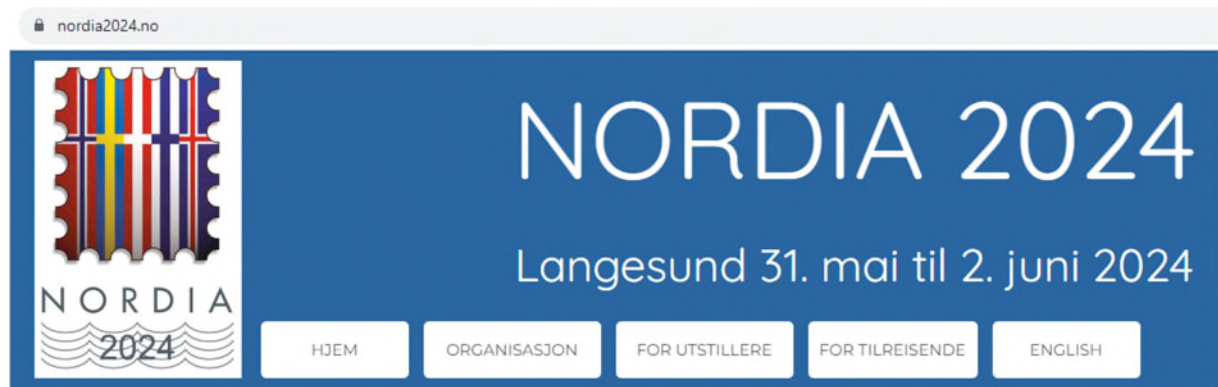 nordia2024.no
NORDIA 2024
Langesund 31. mai til 2. juni 2024
NORDIA
2024
HJEM
ORGANISASJON
FOR UTSTILLERE
FOR TILREISENDE
ENGLISH